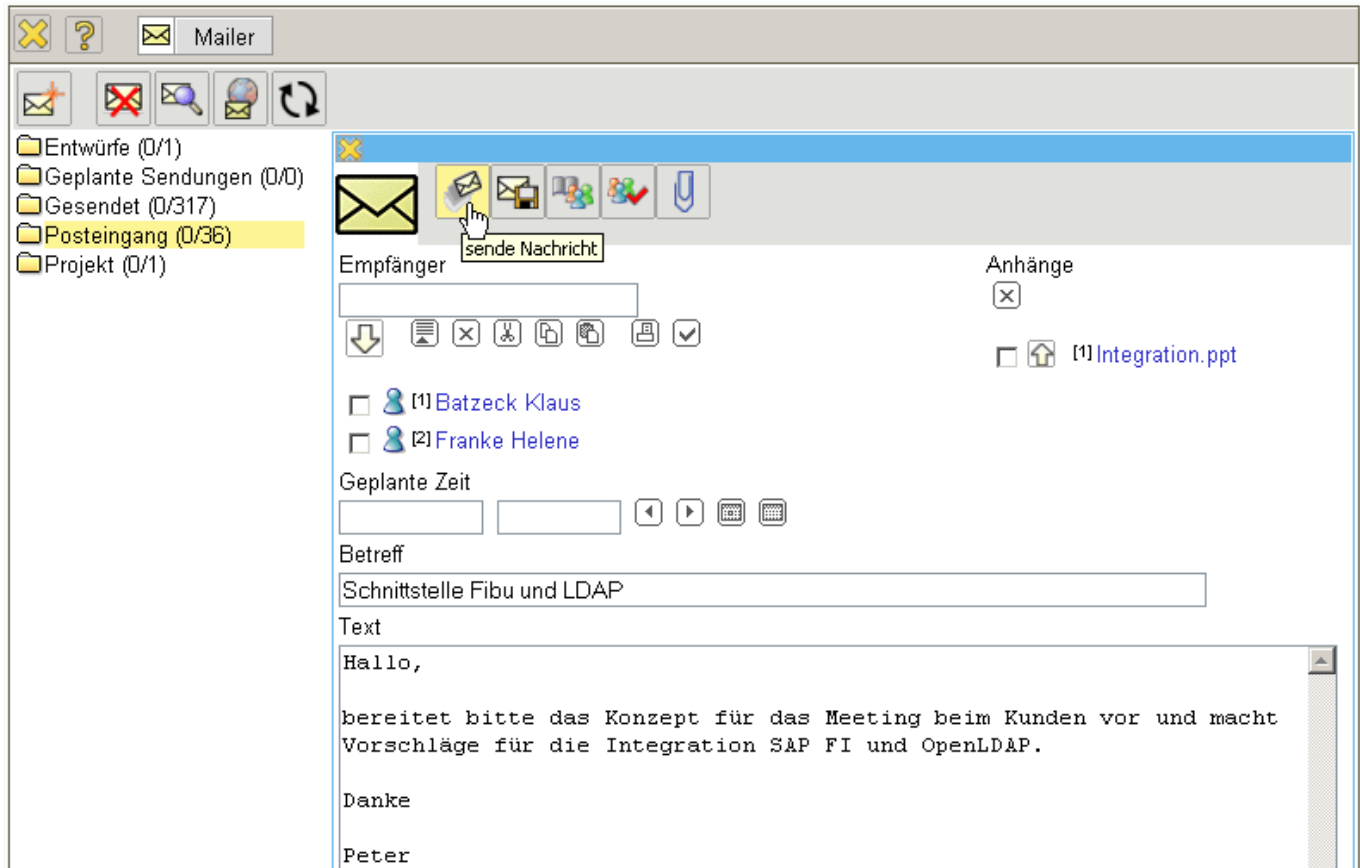 Mailer
Entwürfe (0/1)
Geplante Sendungen (0/0)
Gesendet (0/317)
Posteingang (0/36)
Projekt (0/1)
sende Nachricht
Empfänger
Anhänge
[1] Integration.ppt
[1] Batzeck Klaus
[2] Franke Helene
Geplante Zeit
Betreff
Schnittstelle Fibu und LDAP
Text
Hallo,
bereitet bitte das Konzept für das Meeting beim Kunden vor und macht
Vorschläge für die Integration SAP FI und OpenLDAP.
Danke
Peter